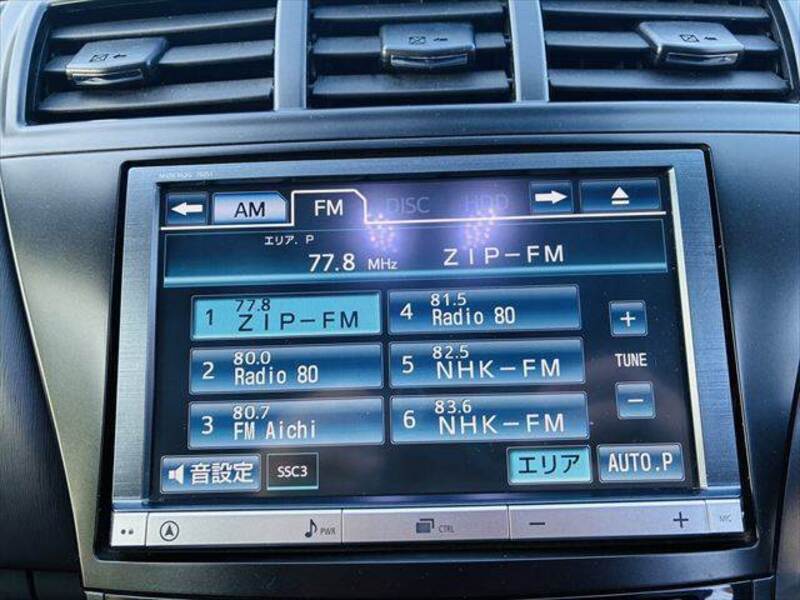 AM
FM
DISC
HDD
エリア. P
77.8 MHz
ZIP-FM
1 77.8 ZIP-FM
2 80.0 Radio 80
3 80.7 FM Aichi
4 81.5 Radio 80
5 82.5 NHK-FM
6 83.6 NHK-FM
+
TUNE
-
音設定
SSC3
エリア
AUTO.P
PWR
CTRL
-
+
MIC